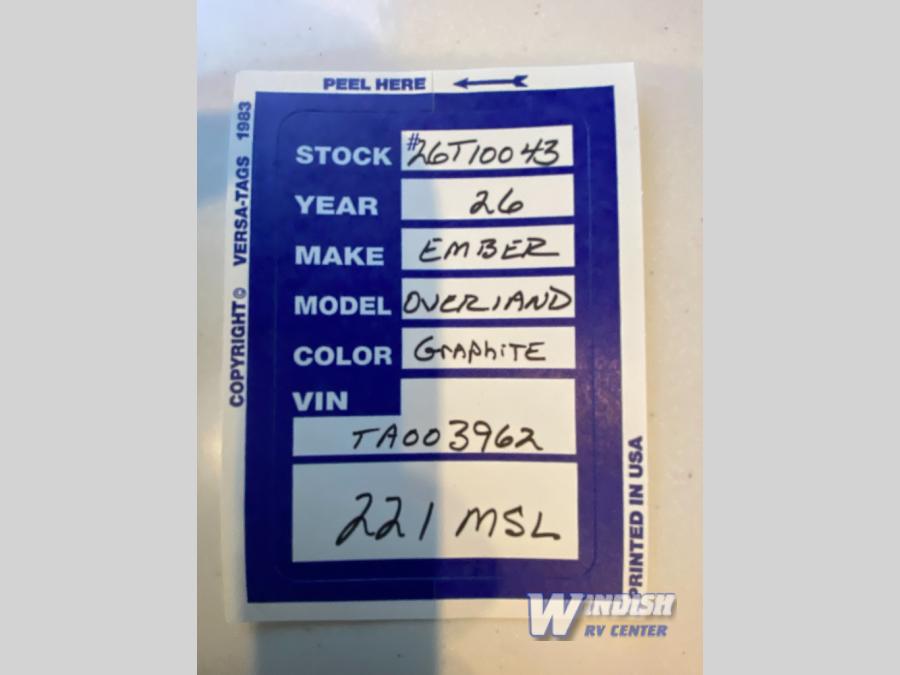 PEEL HERE
COPYRIGHT © VERSA-TAGS 1983
STOCK #26T10043
YEAR 26
MAKE EMBER
MODEL OVERLAND
COLOR GRAPHITE
VIN
TA003962
221 MSL
PRINTED IN USA
WINDISH
RV CENTER